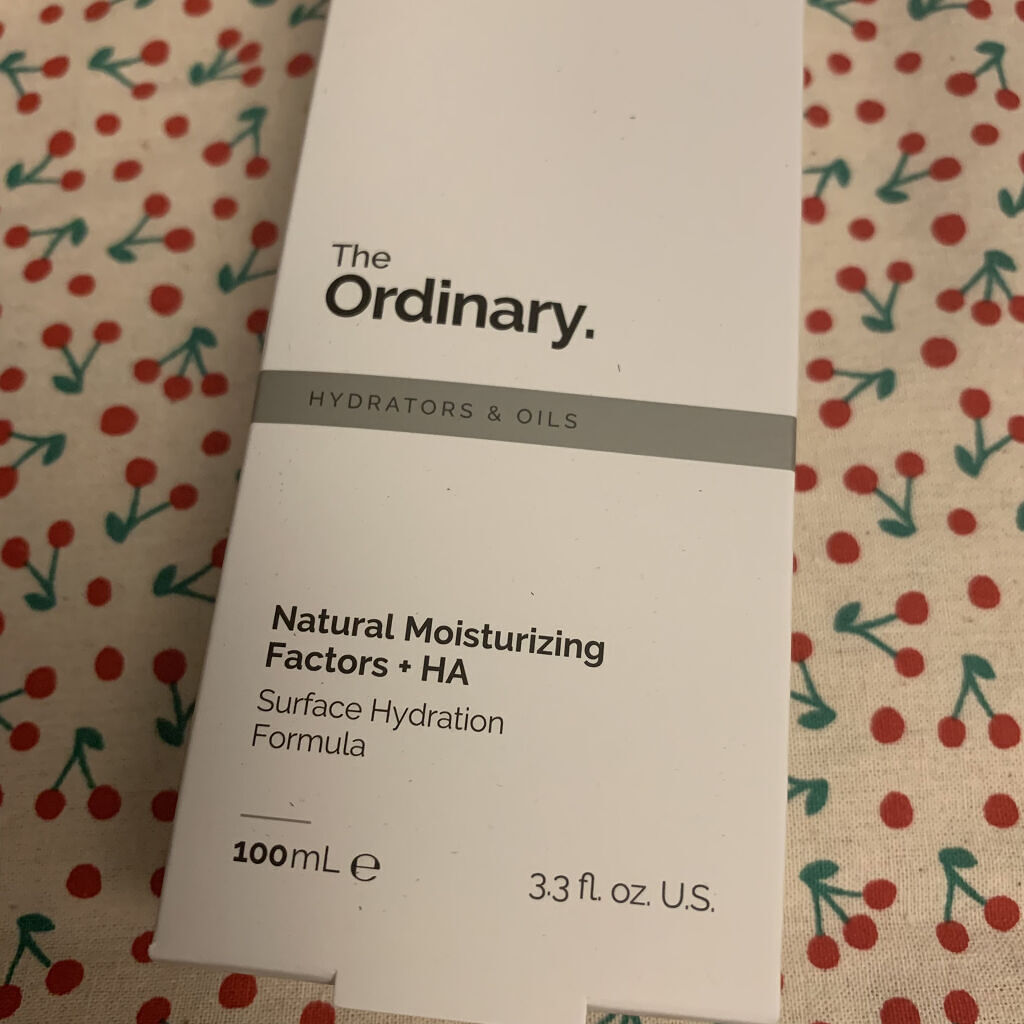 The
Ordinary.
HYDRATORS & OILS
Natural Moisturizing
Factors + HA
Surface Hydration
Formula
100mL ℮
3.3 fl. oz. U.S.